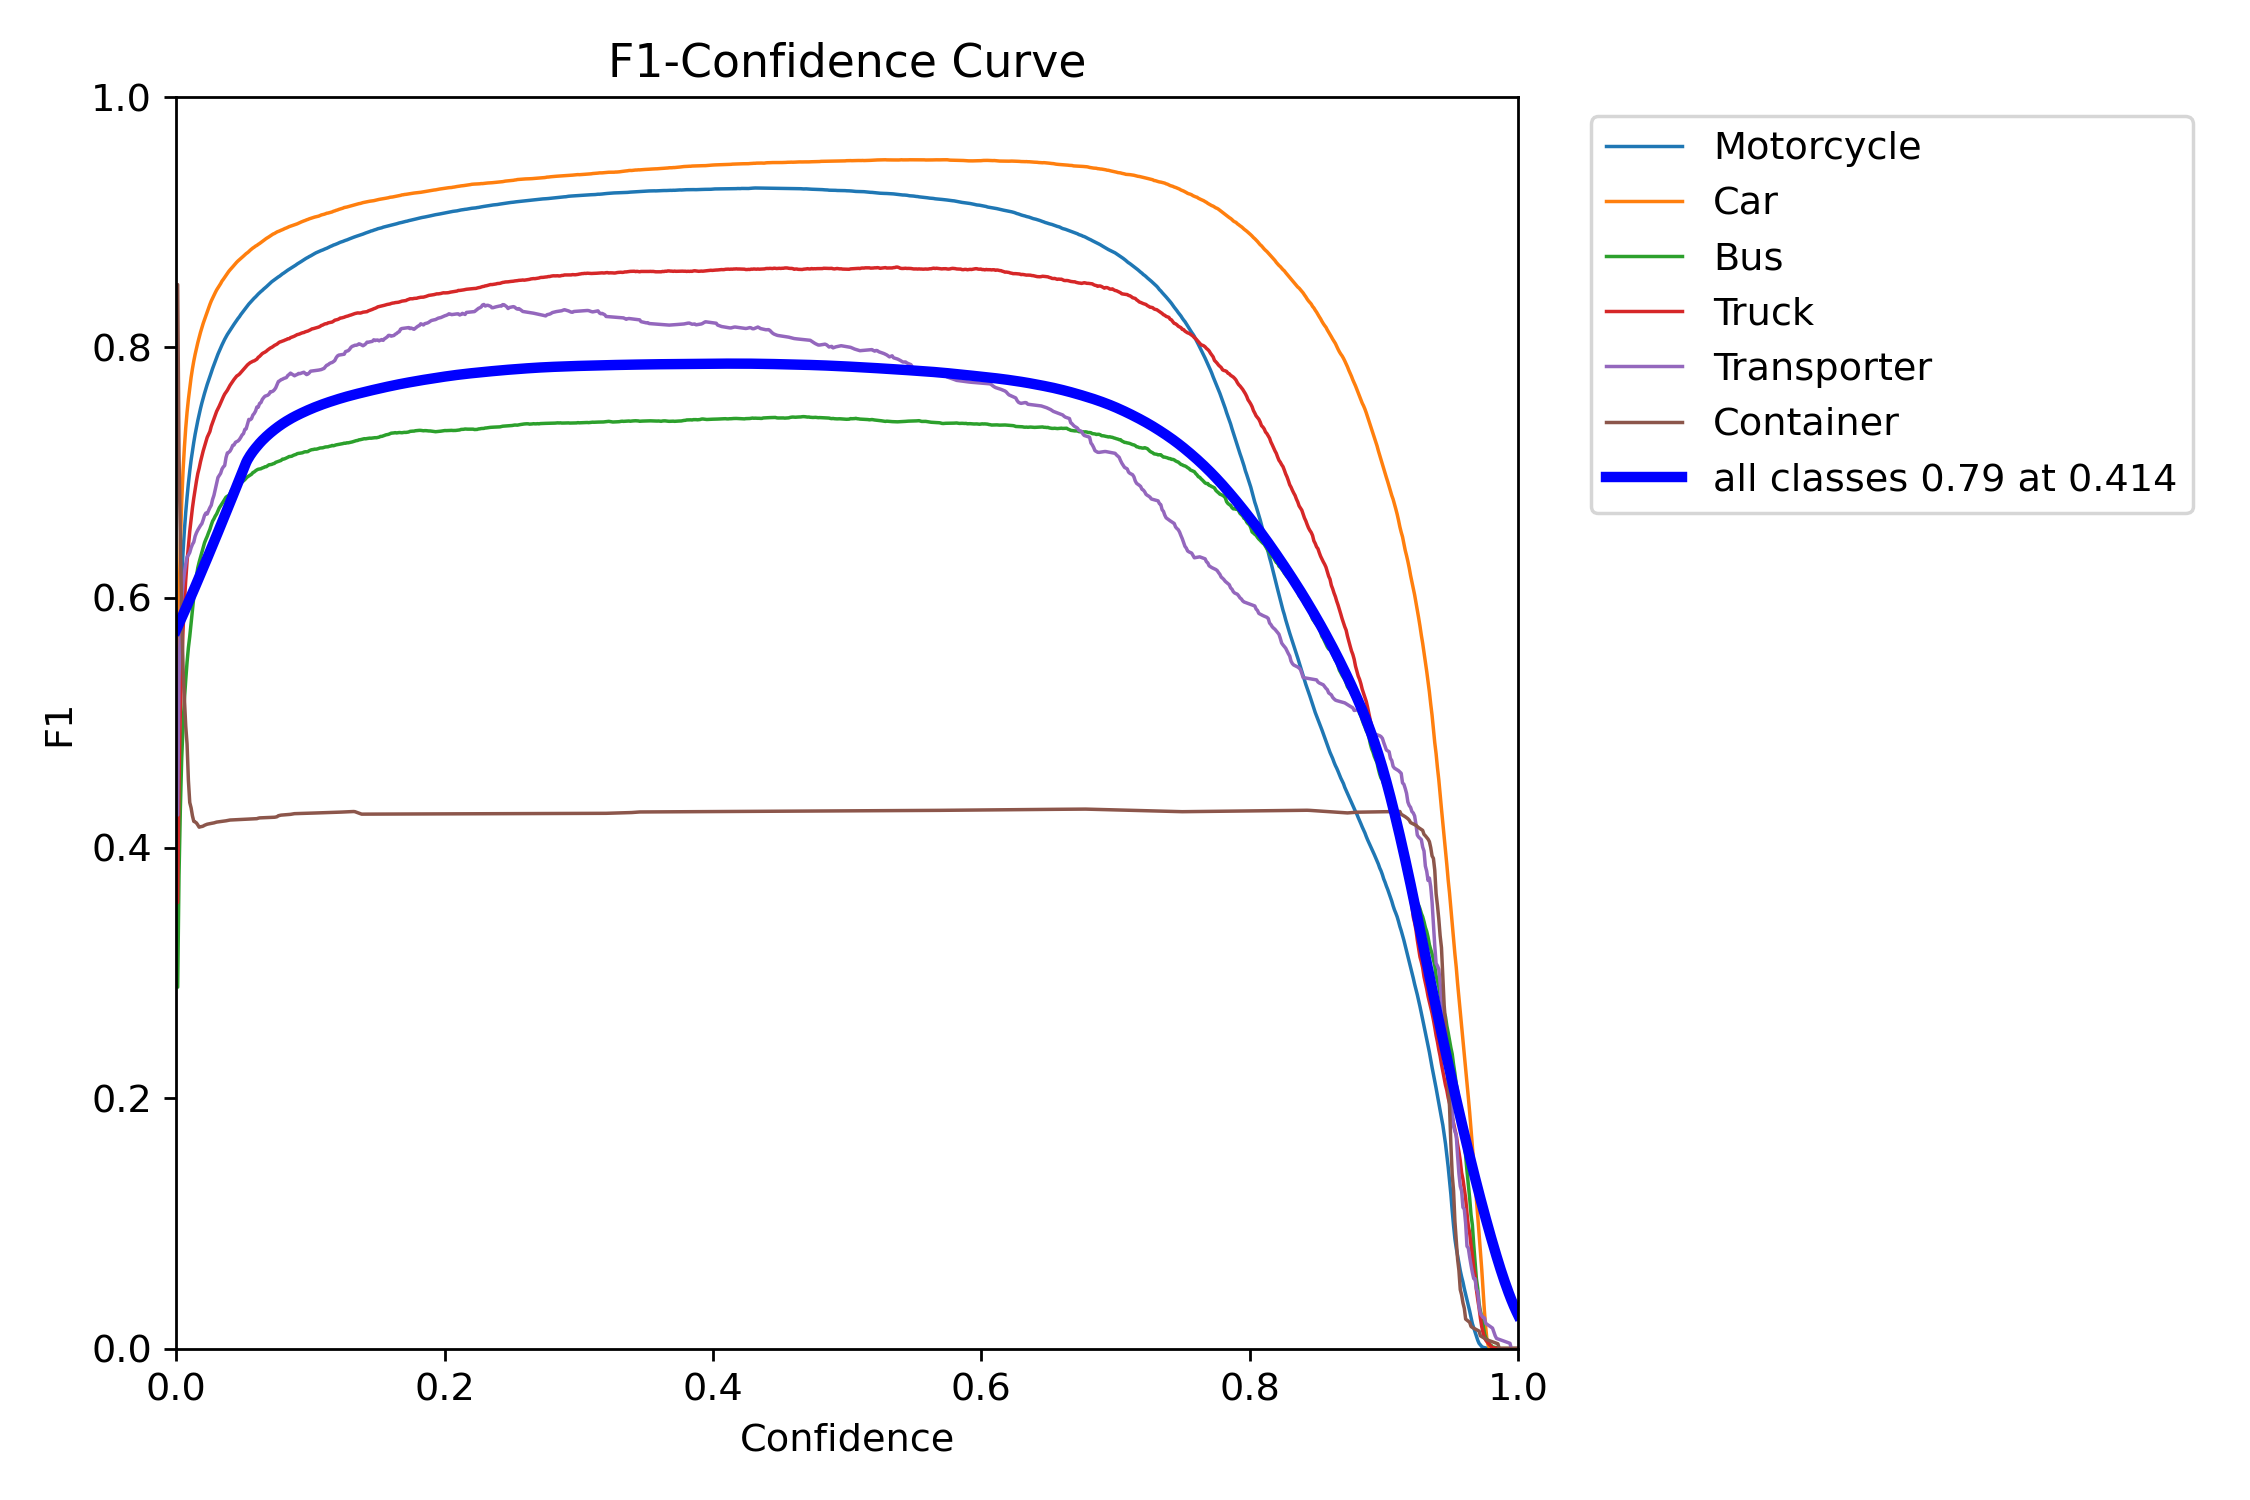 F1-Confidence Curve
1.0
0.8
0.6
0.4
0.2
0.0
F1
0.0 0.2 0.4 0.6 0.8 1.0
Confidence
Motorcycle
Car
Bus
Truck
Transporter
Container
all classes 0.79 at 0.414